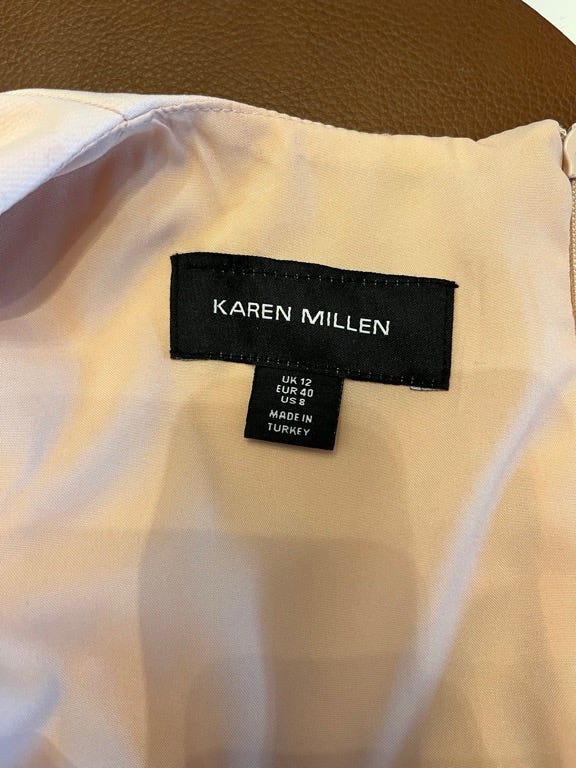 KAREN MILLEN
UK 12
EUR 40
US 8
MADE IN
TURKEY